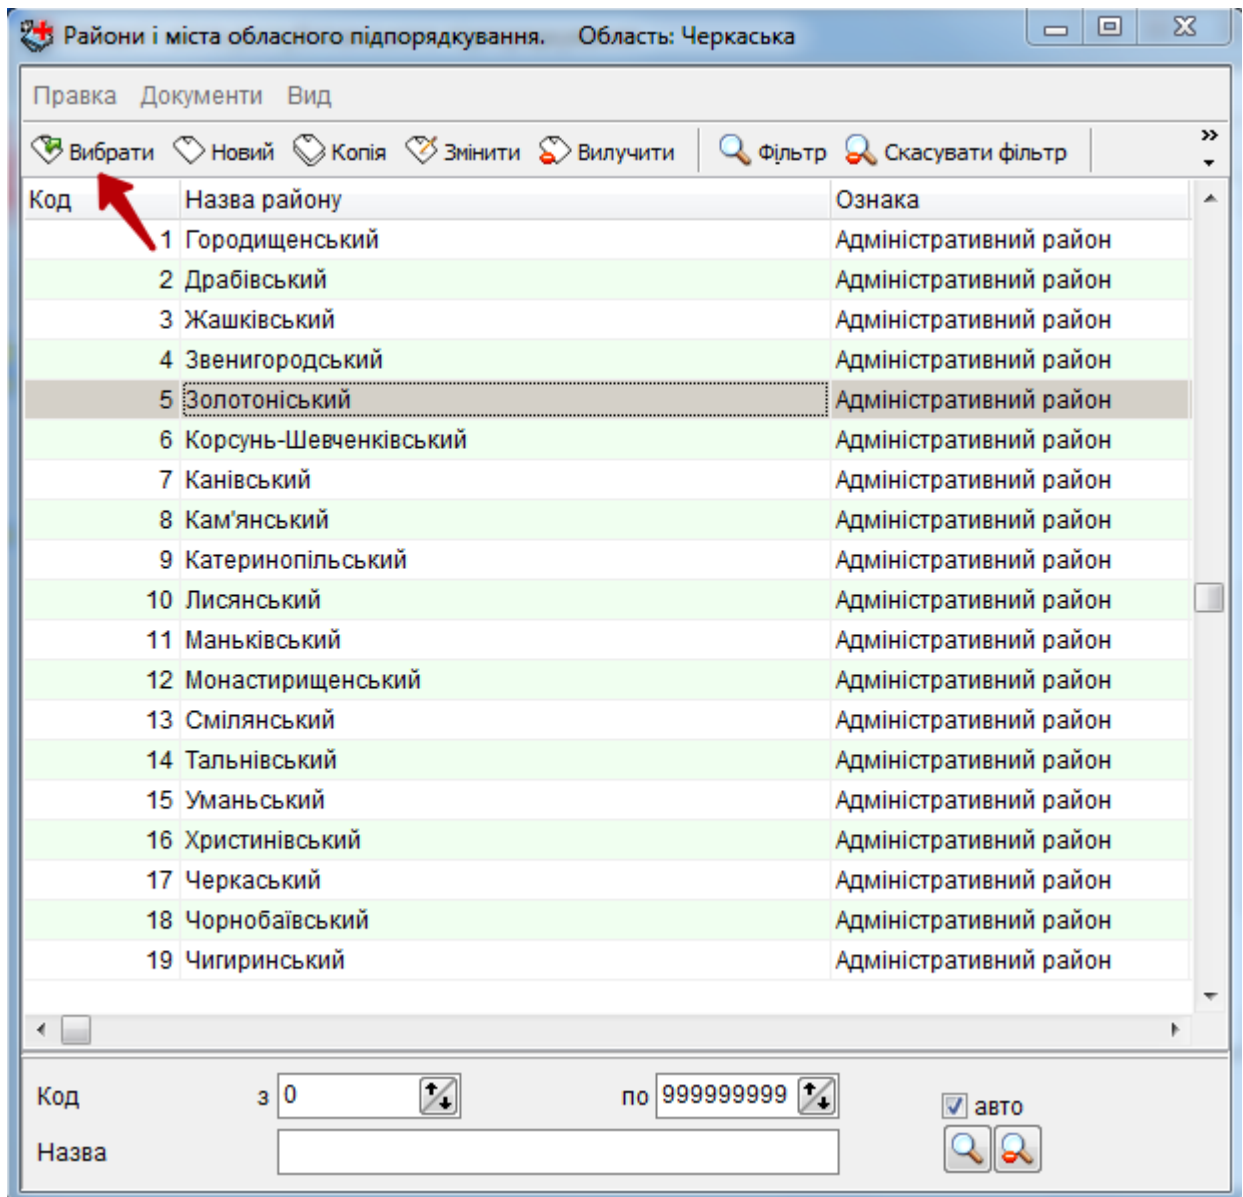 Райони і міста обласного підпорядкування. Область: Черкаська
Правка Документи Вид
Вибрати Новий Копія Змінити Вилучити Фільтр Скасувати фільтр
Код Назва району Ознака
1 Городищенський Адміністративний район
2 Драбівський Адміністративний район
3 Жашківський Адміністративний район
4 Звенигородський Адміністративний район
5 Золотоніський Адміністративний район
6 Корсунь-Шевченківський Адміністративний район
7 Канівський Адміністративний район
8 Кам'янський Адміністративний район
9 Катеринопільський Адміністративний район
10 Лисянський Адміністративний район
11 Маньківський Адміністративний район
12 Монастирищенський Адміністративний район
13 Смілянський Адміністративний район
14 Тальнівський Адміністративний район
15 Уманьський Адміністративний район
16 Христинівський Адміністративний район
17 Черкаський Адміністративний район
18 Чорнобаївський Адміністративний район
19 Чигиринський Адміністративний район
Код з 0 по 999999999 авто
Назва